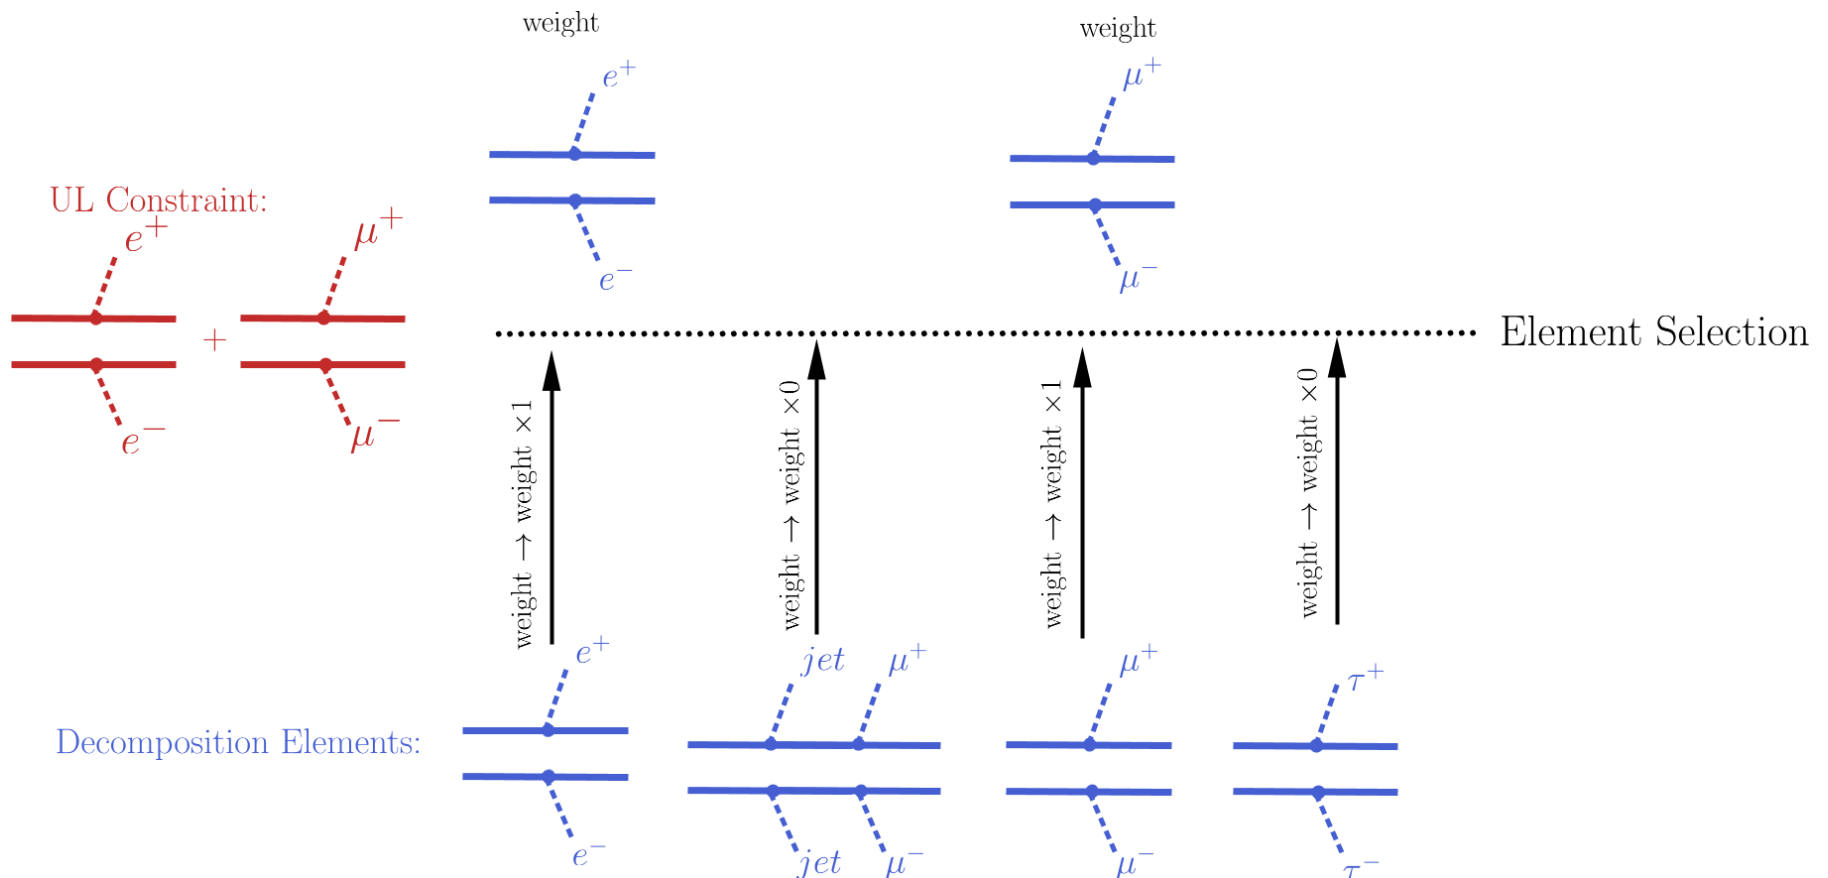 weight
weight
e⁺
μ⁺
e⁻
μ⁻
UL Constraint:
e⁺
μ⁺
+
e⁻
μ⁻
Element Selection
weight → weight ×1
weight → weight ×0
weight → weight ×1
weight → weight ×0
Decomposition Elements:
e⁺
jet
μ⁺
μ⁺
τ⁺
e⁻
jet
μ⁻
μ⁻
τ⁻